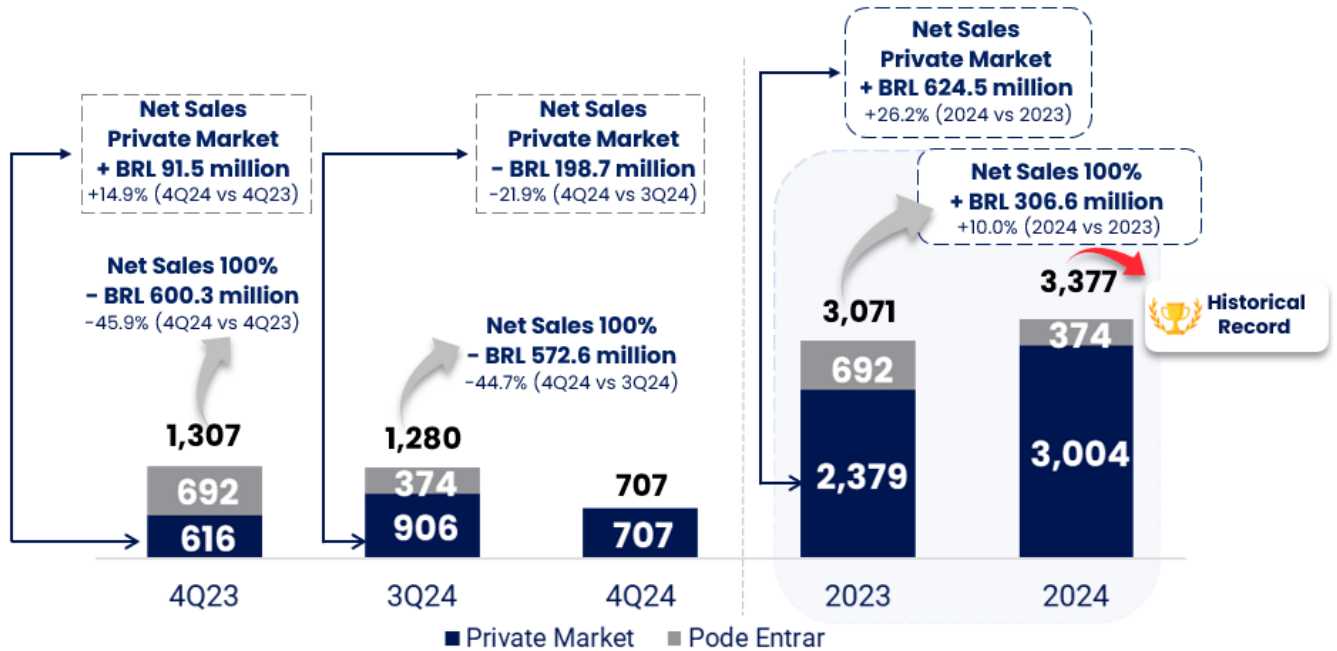 Net Sales
Private Market
+ BRL 91.5 million
+14.9% (4Q24 vs 4Q23)
Net Sales 100%
- BRL 600.3 million
-45.9% (4Q24 vs 4Q23)
1,307
692
616
4Q23
Net Sales
Private Market
- BRL 198.7 million
-21.9% (4Q24 vs 3Q24)
Net Sales 100%
- BRL 572.6 million
-44.7% (4Q24 vs 3Q24)
1,280
374
906
3Q24
707
707
4Q24
Net Sales
Private Market
+ BRL 624.5 million
+26.2% (2024 vs 2023)
Net Sales 100%
+ BRL 306.6 million
+10.0% (2024 vs 2023)
3,071
692
2,379
2023
3,377
Historical
Record
374
3,004
2024
Private Market
Pode Entrar